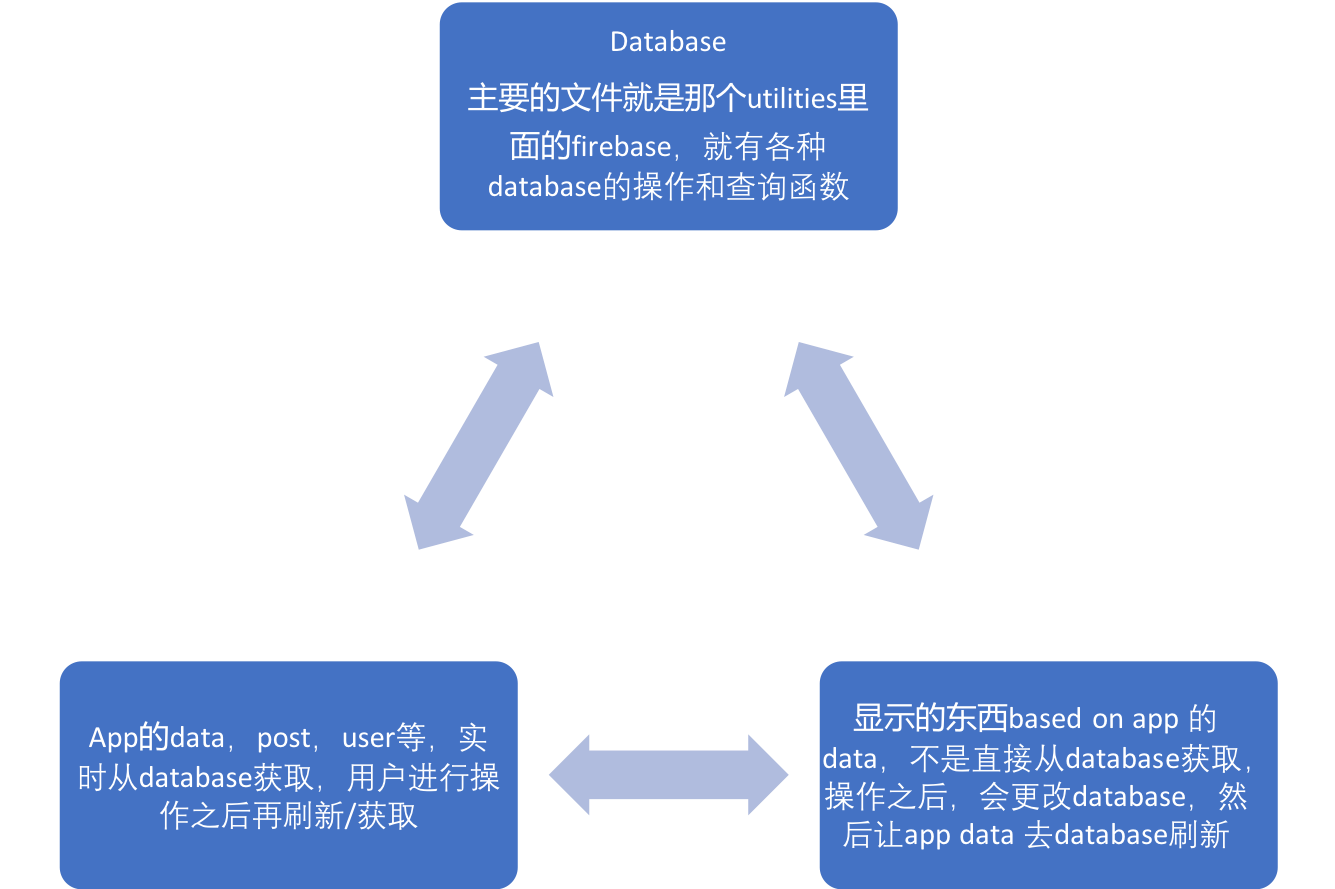 Database
主要的文件就是那个utilities里
面的firebase，就有各种
database的操作和查询函数
App的data，post，user等，实
时从database获取，用户进行操
作之后再刷新/获取
显示的东西based on app 的
data，不是直接从database获取，
操作之后，会更改database，然
后让app data 去database刷新